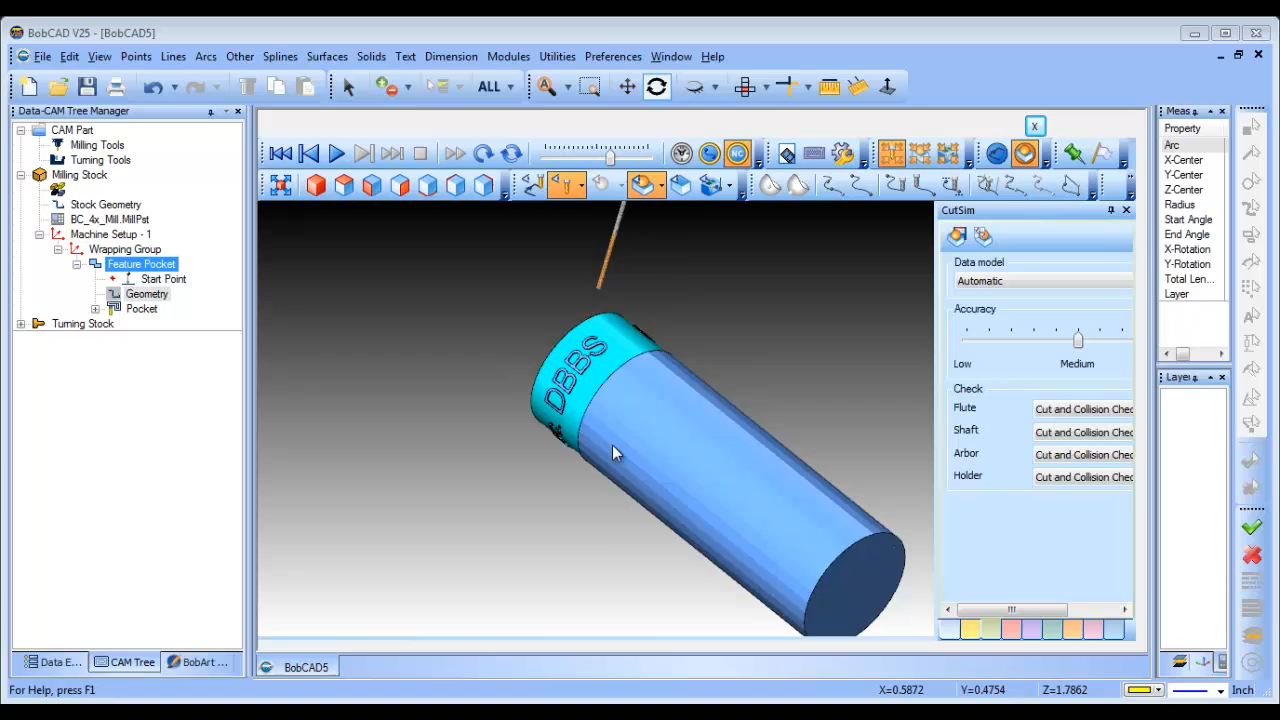 BobCAD V25 - [BobCAD5]
File Edit View Points Lines Arcs Other Splines Surfaces Solids Text Dimension Modules Utilities Preferences Window Help
ALL
Data-CAM Tree Manager
CAM Part
Milling Tools
Turning Tools
Milling Stock
Stock Geometry
BC_4x_Mill.MillPst
Machine Setup - 1
Wrapping Group
Feature Pocket
Start Point
Geometry
Pocket
Turning Stock
X
NC
DBBS
CutSim
Data model
Automatic
Accuracy
Low Medium
Check
Flute Cut and Collision Chec
Shaft Cut and Collision Chec
Arbor Cut and Collision Chec
Holder Cut and Collision Chec
Meas
Property
Arc
X-Center
Y-Center
Z-Center
Radius
Start Angle
End Angle
X-Rotation
Y-Rotation
Total Len...
Layer
Layer
Data E... CAM Tree BobArt ...
BobCAD5
For Help, press F1
X=0.5872 Y=0.4754 Z=1.7862 Inch